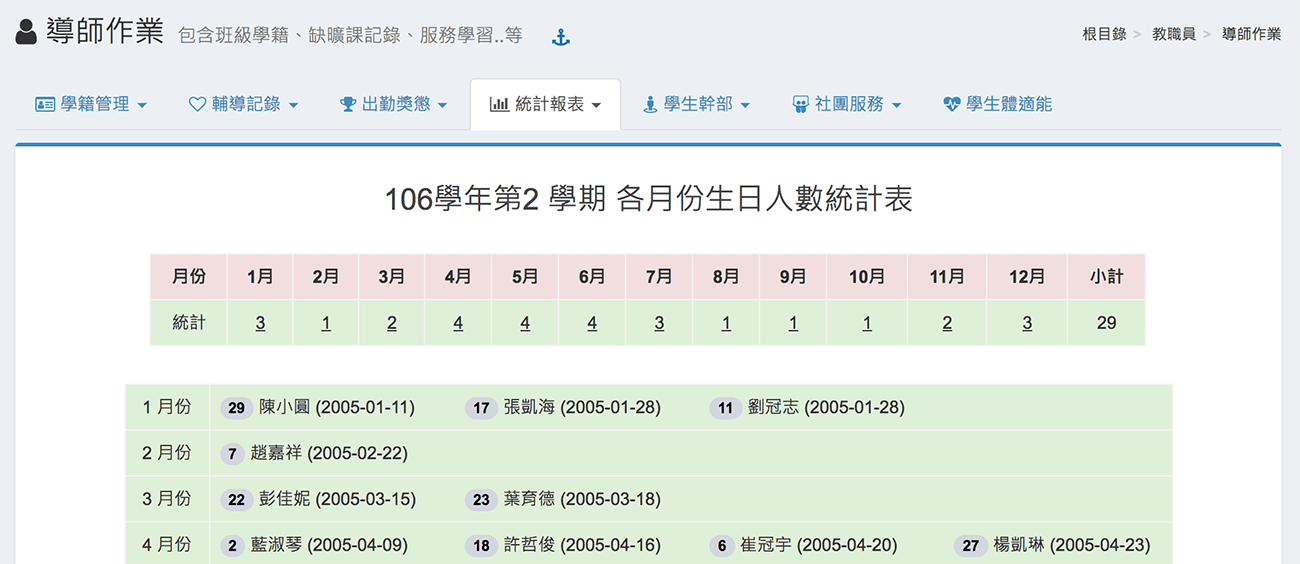 導師作業 包含班級學籍、缺曠課記錄、服務學習..等 根目錄 > 教職員 > 導師作業
學籍管理 輔導記錄 出勤獎懲 統計報表 學生幹部 社團服務 學生體適能
106學年第2 學期 各月份生日人數統計表
月份 1月 2月 3月 4月 5月 6月 7月 8月 9月 10月 11月 12月 小計
統計 3 1 2 4 4 4 3 1 1 1 2 3 29
1 月份 29 陳小圓 (2005-01-11) 17 張凱海 (2005-01-28) 11 劉冠志 (2005-01-28)
2 月份 7 趙嘉祥 (2005-02-22)
3 月份 22 彭佳妮 (2005-03-15) 23 葉育德 (2005-03-18)
4 月份 2 藍淑琴 (2005-04-09) 18 許哲俊 (2005-04-16) 6 崔冠宇 (2005-04-20) 27 楊凱琳 (2005-04-23)